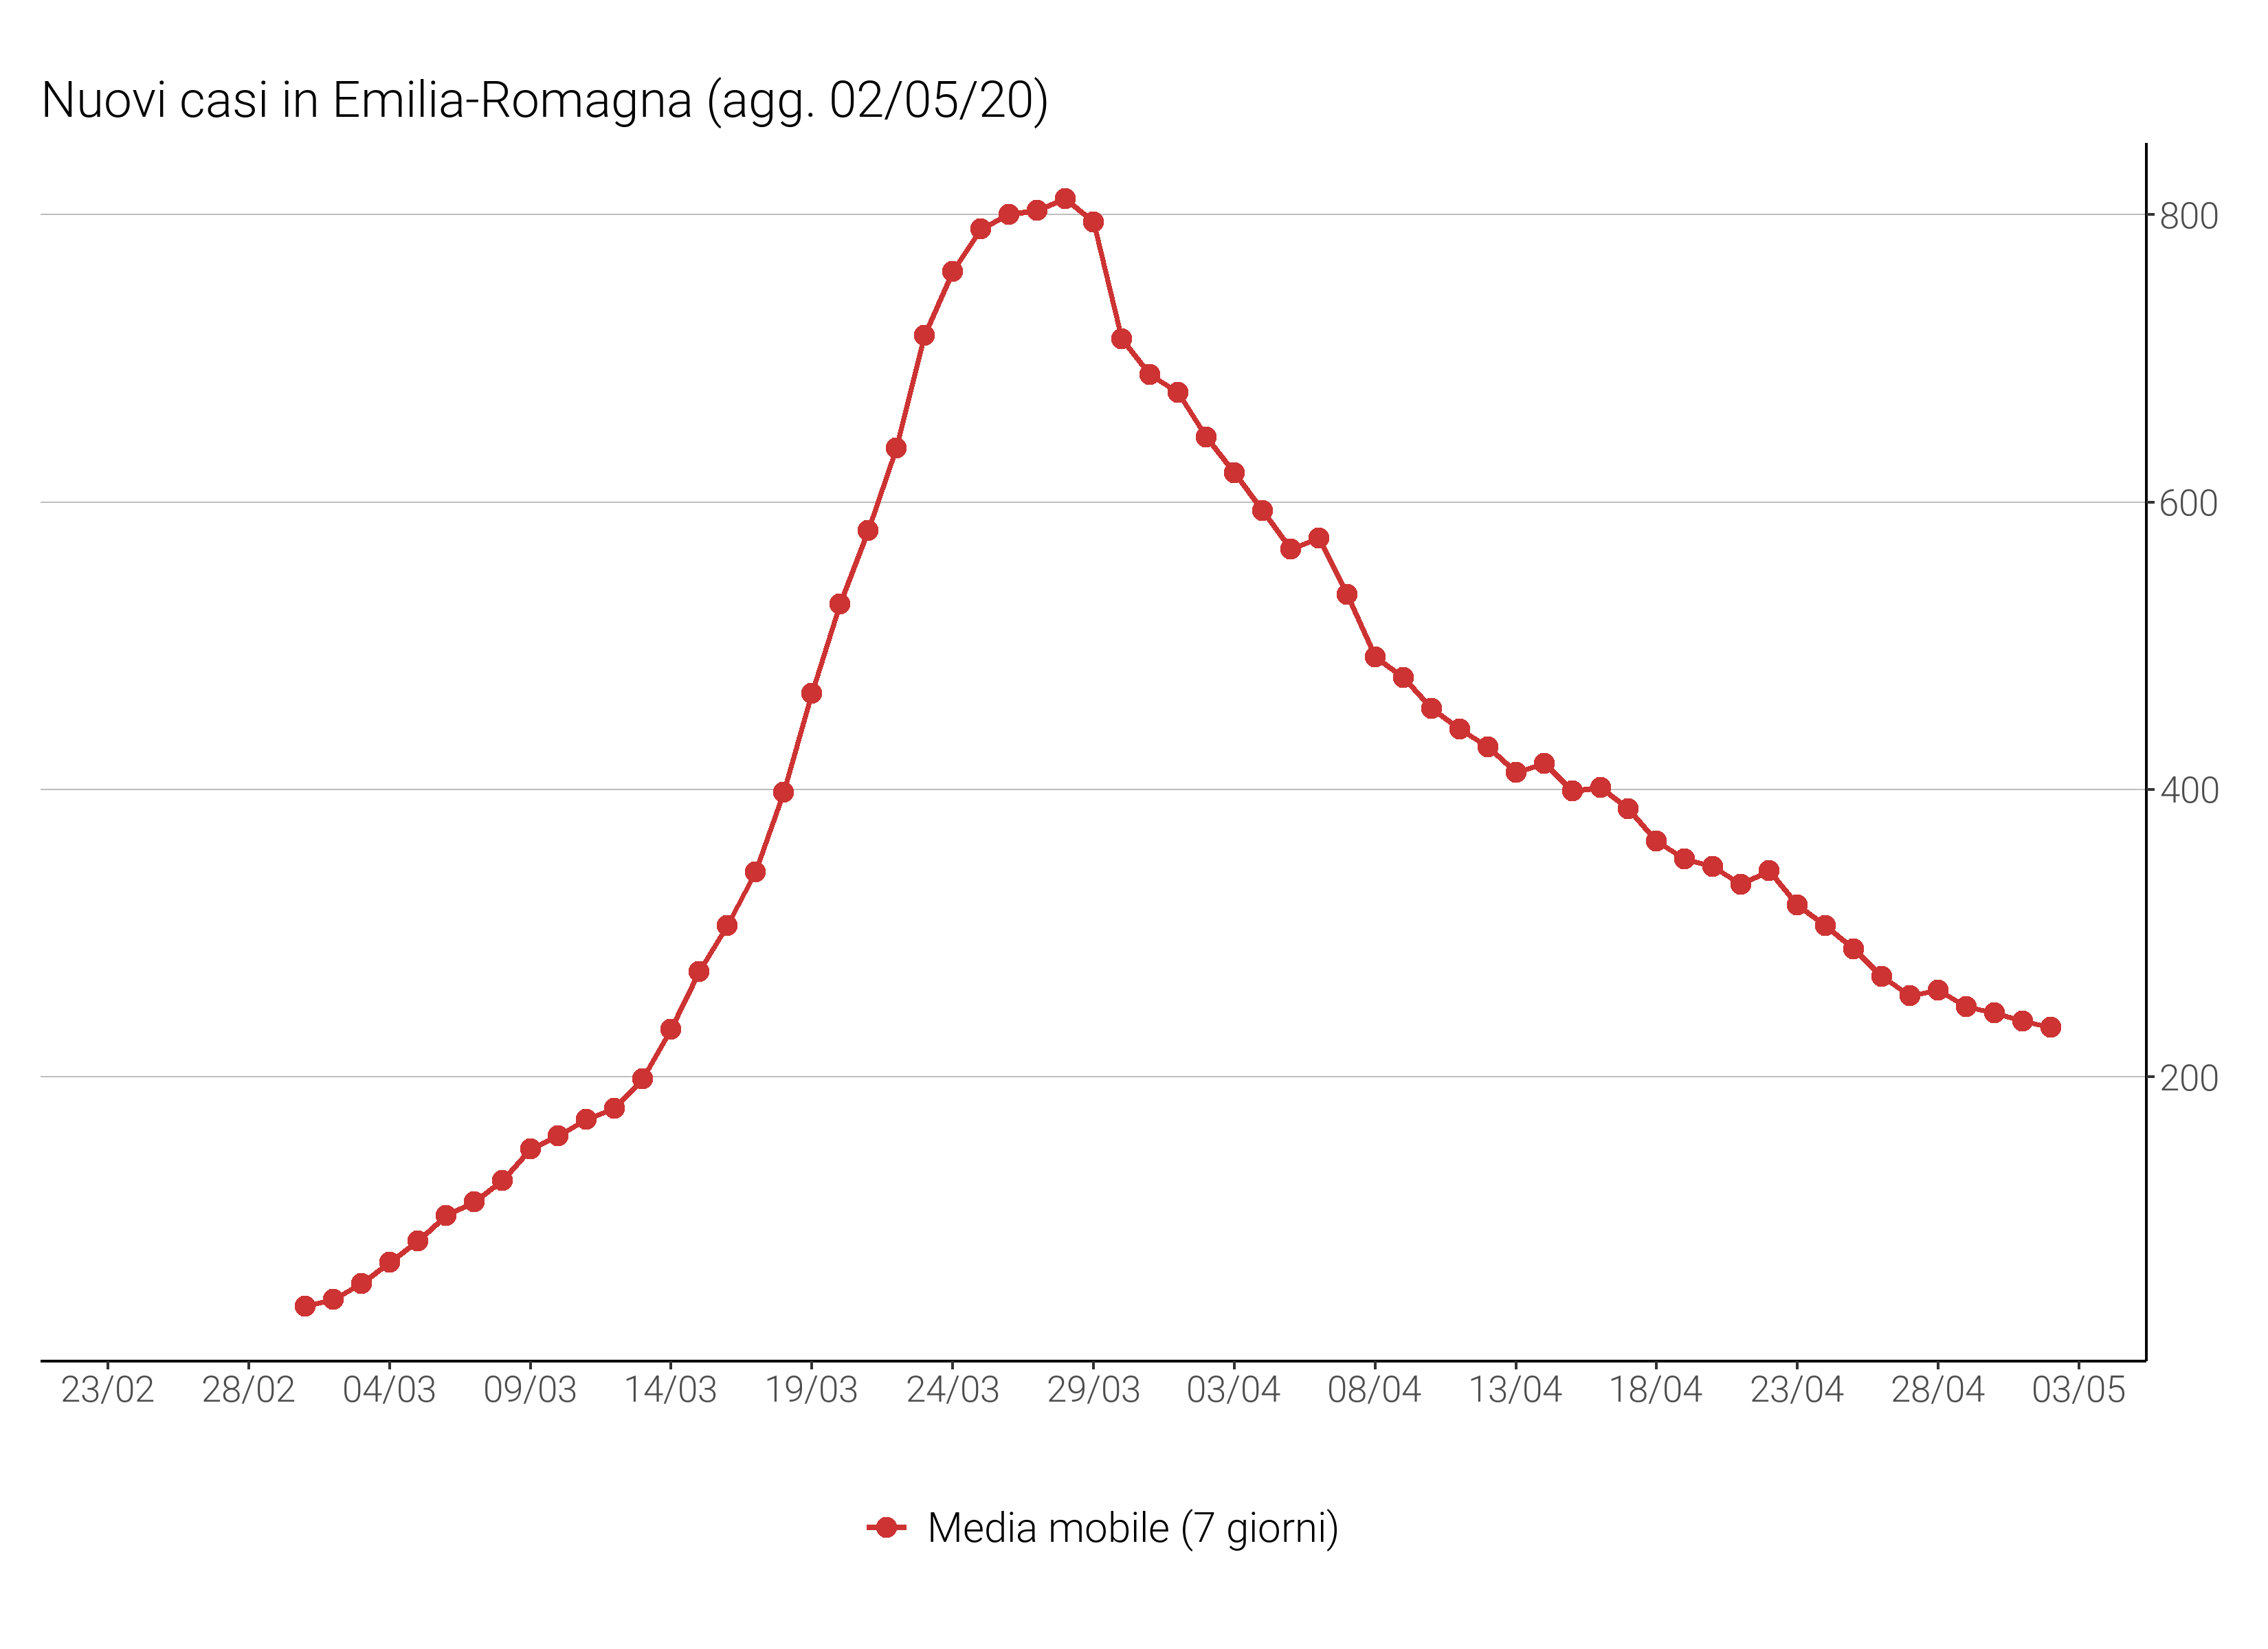 Nuovi casi in Emilia-Romagna (agg. 02/05/20)
800
600
400
200
23/02 28/02 04/03 09/03 14/03 19/03 24/03 29/03 03/04 08/04 13/04 18/04 23/04 28/04 03/05
Media mobile (7 giorni)